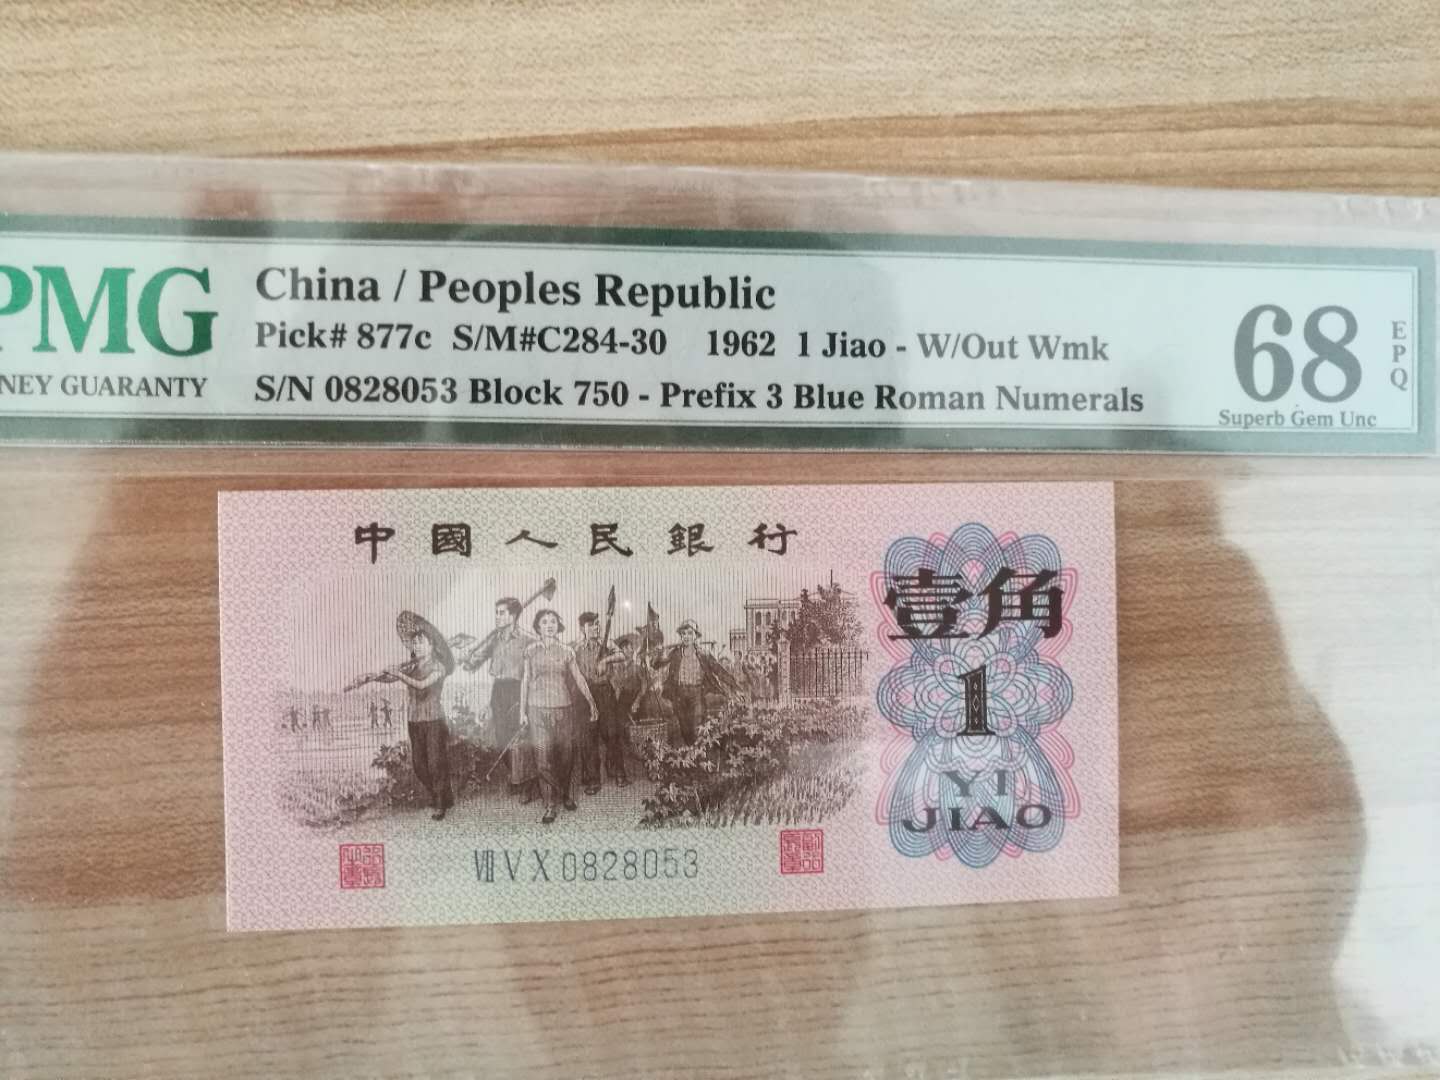 PMG
NEY GUARANTY
China / Peoples Republic
Pick# 877c S/M#C284-30 1962 1 Jiao - W/Out Wmk
S/N 0828053 Block 750 - Prefix 3 Blue Roman Numerals
68
EPQ
Superb Gem Unc
中國人民銀行
壹角
1
YI
JIAO
Ⅷ Ⅴ Ⅹ 0828053